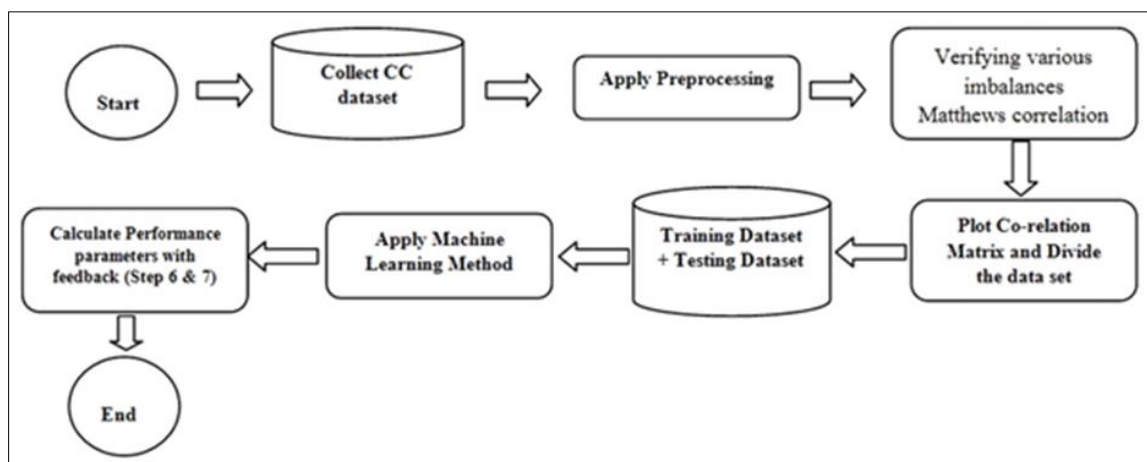 Start
Collect CC
dataset
Apply Preprocessing
Verifying various
imbalances
Matthews correlation
Plot Co-relation
Matrix and Divide
the data set
Training Dataset
+ Testing Dataset
Apply Machine
Learning Method
Calculate Performance
parameters with
feedback (Step 6 & 7)
End